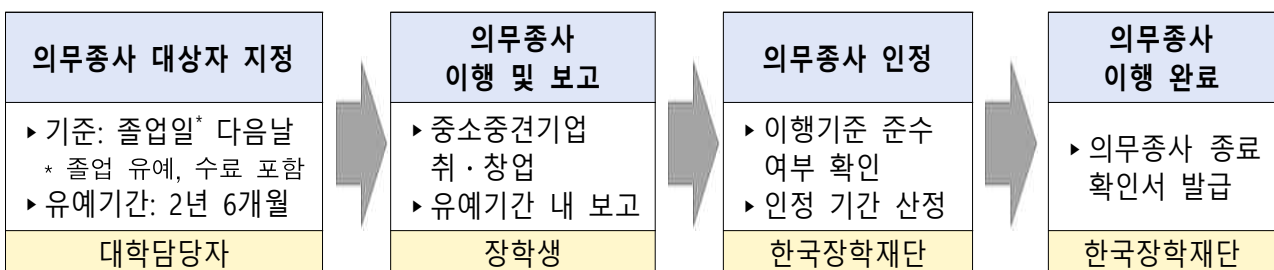 의무종사 대상자 지정
▸기준: 졸업일* 다음날
* 졸업 유예, 수료 포함
▸유예기간: 2년 6개월
대학담당자
의무종사
이행 및 보고
▸중소중견기업
취·창업
▸유예기간 내 보고
장학생
의무종사 인정
▸이행기준 준수
여부 확인
▸인정 기간 산정
한국장학재단
의무종사
이행 완료
▸의무종사 종료
확인서 발급
한국장학재단